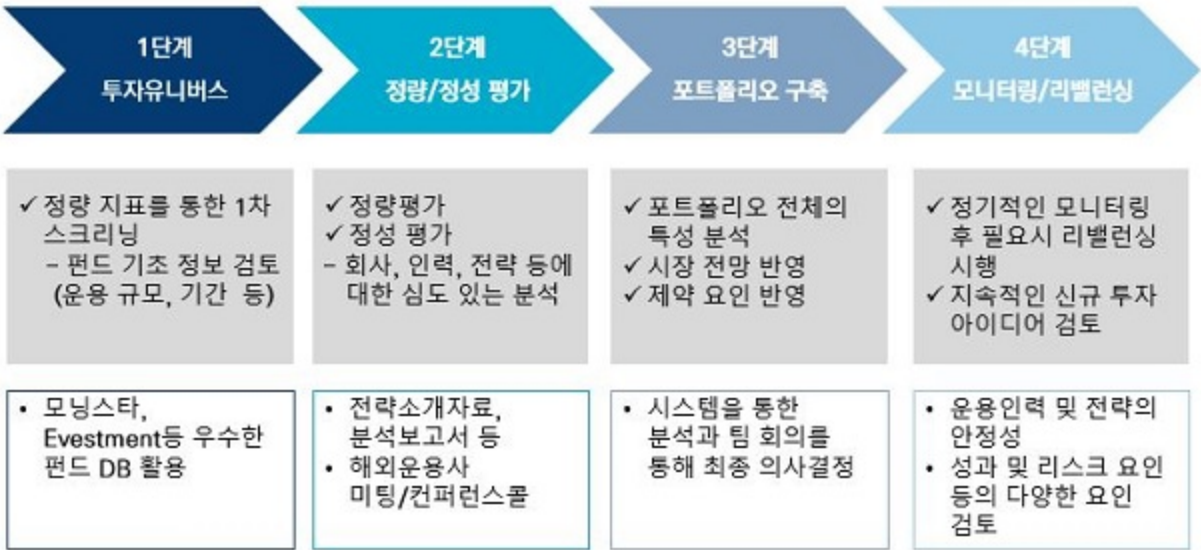 1단계
투자유니버스
2단계
정량/정성 평가
3단계
포트폴리오 구축
4단계
모니터링/리밸런싱
✓ 정량 지표를 통한 1차
스크리닝
– 펀드 기초 정보 검토
(운용 규모, 기간 등)
✓ 정량평가
✓ 정성 평가
– 회사, 인력, 전략 등에
대한 심도 있는 분석
✓ 포트폴리오 전체의
특성 분석
✓ 시장 전망 반영
✓ 제약 요인 반영
✓ 정기적인 모니터링
후 필요시 리밸런싱
시행
✓ 지속적인 신규 투자
아이디어 검토
• 모닝스타,
Evestment등 우수한
펀드 DB 활용
• 전략소개자료,
분석보고서 등
• 해외운용사
미팅/컨퍼런스콜
• 시스템을 통한
분석과 팀 회의를
통해 최종 의사결정
• 운용인력 및 전략의
안정성
• 성과 및 리스크 요인
등의 다양한 요인
검토